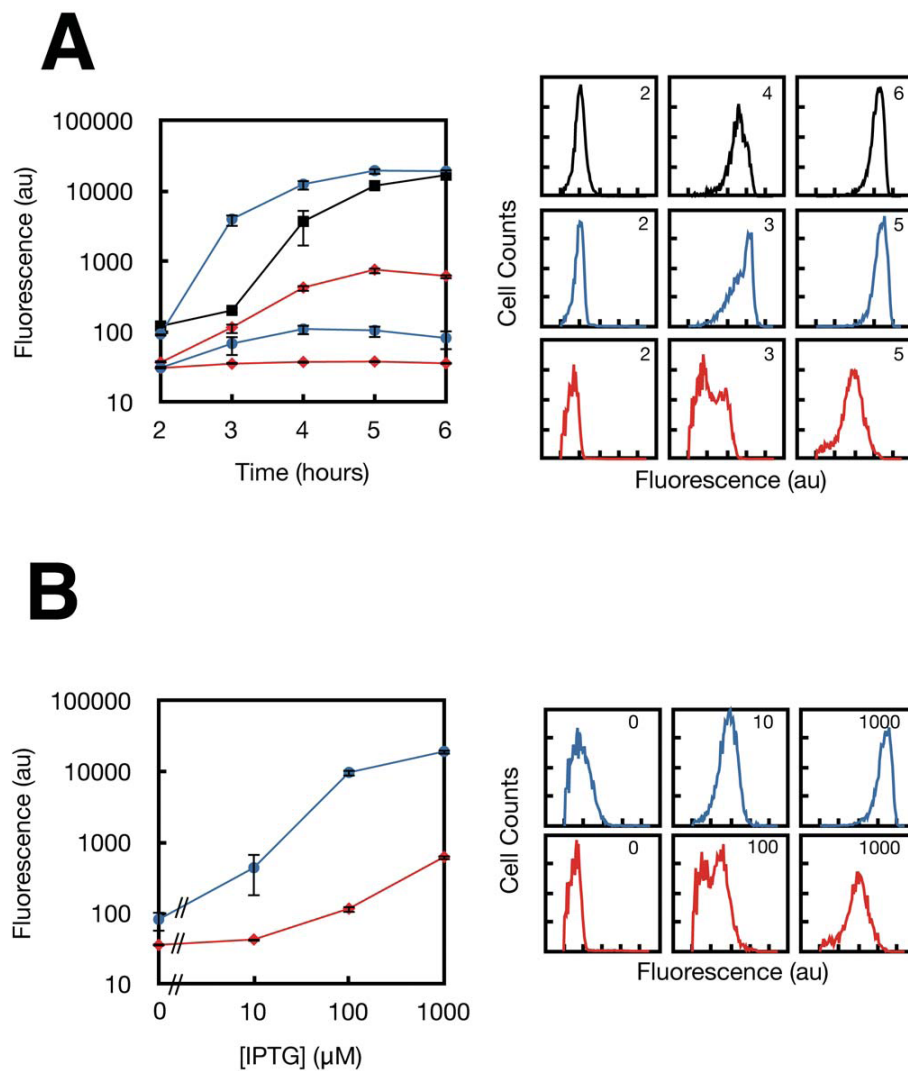 A
100000
10000
1000
100
10
Fluorescence (au)
2 3 4 5 6
Time (hours)
2 4 6
2 3 5
2 3 5
Cell Counts
Fluorescence (au)
B
100000
10000
1000
100
10
Fluorescence (au)
0 10 100 1000
[IPTG] (µM)
0 10 1000
0 100 1000
Cell Counts
Fluorescence (au)